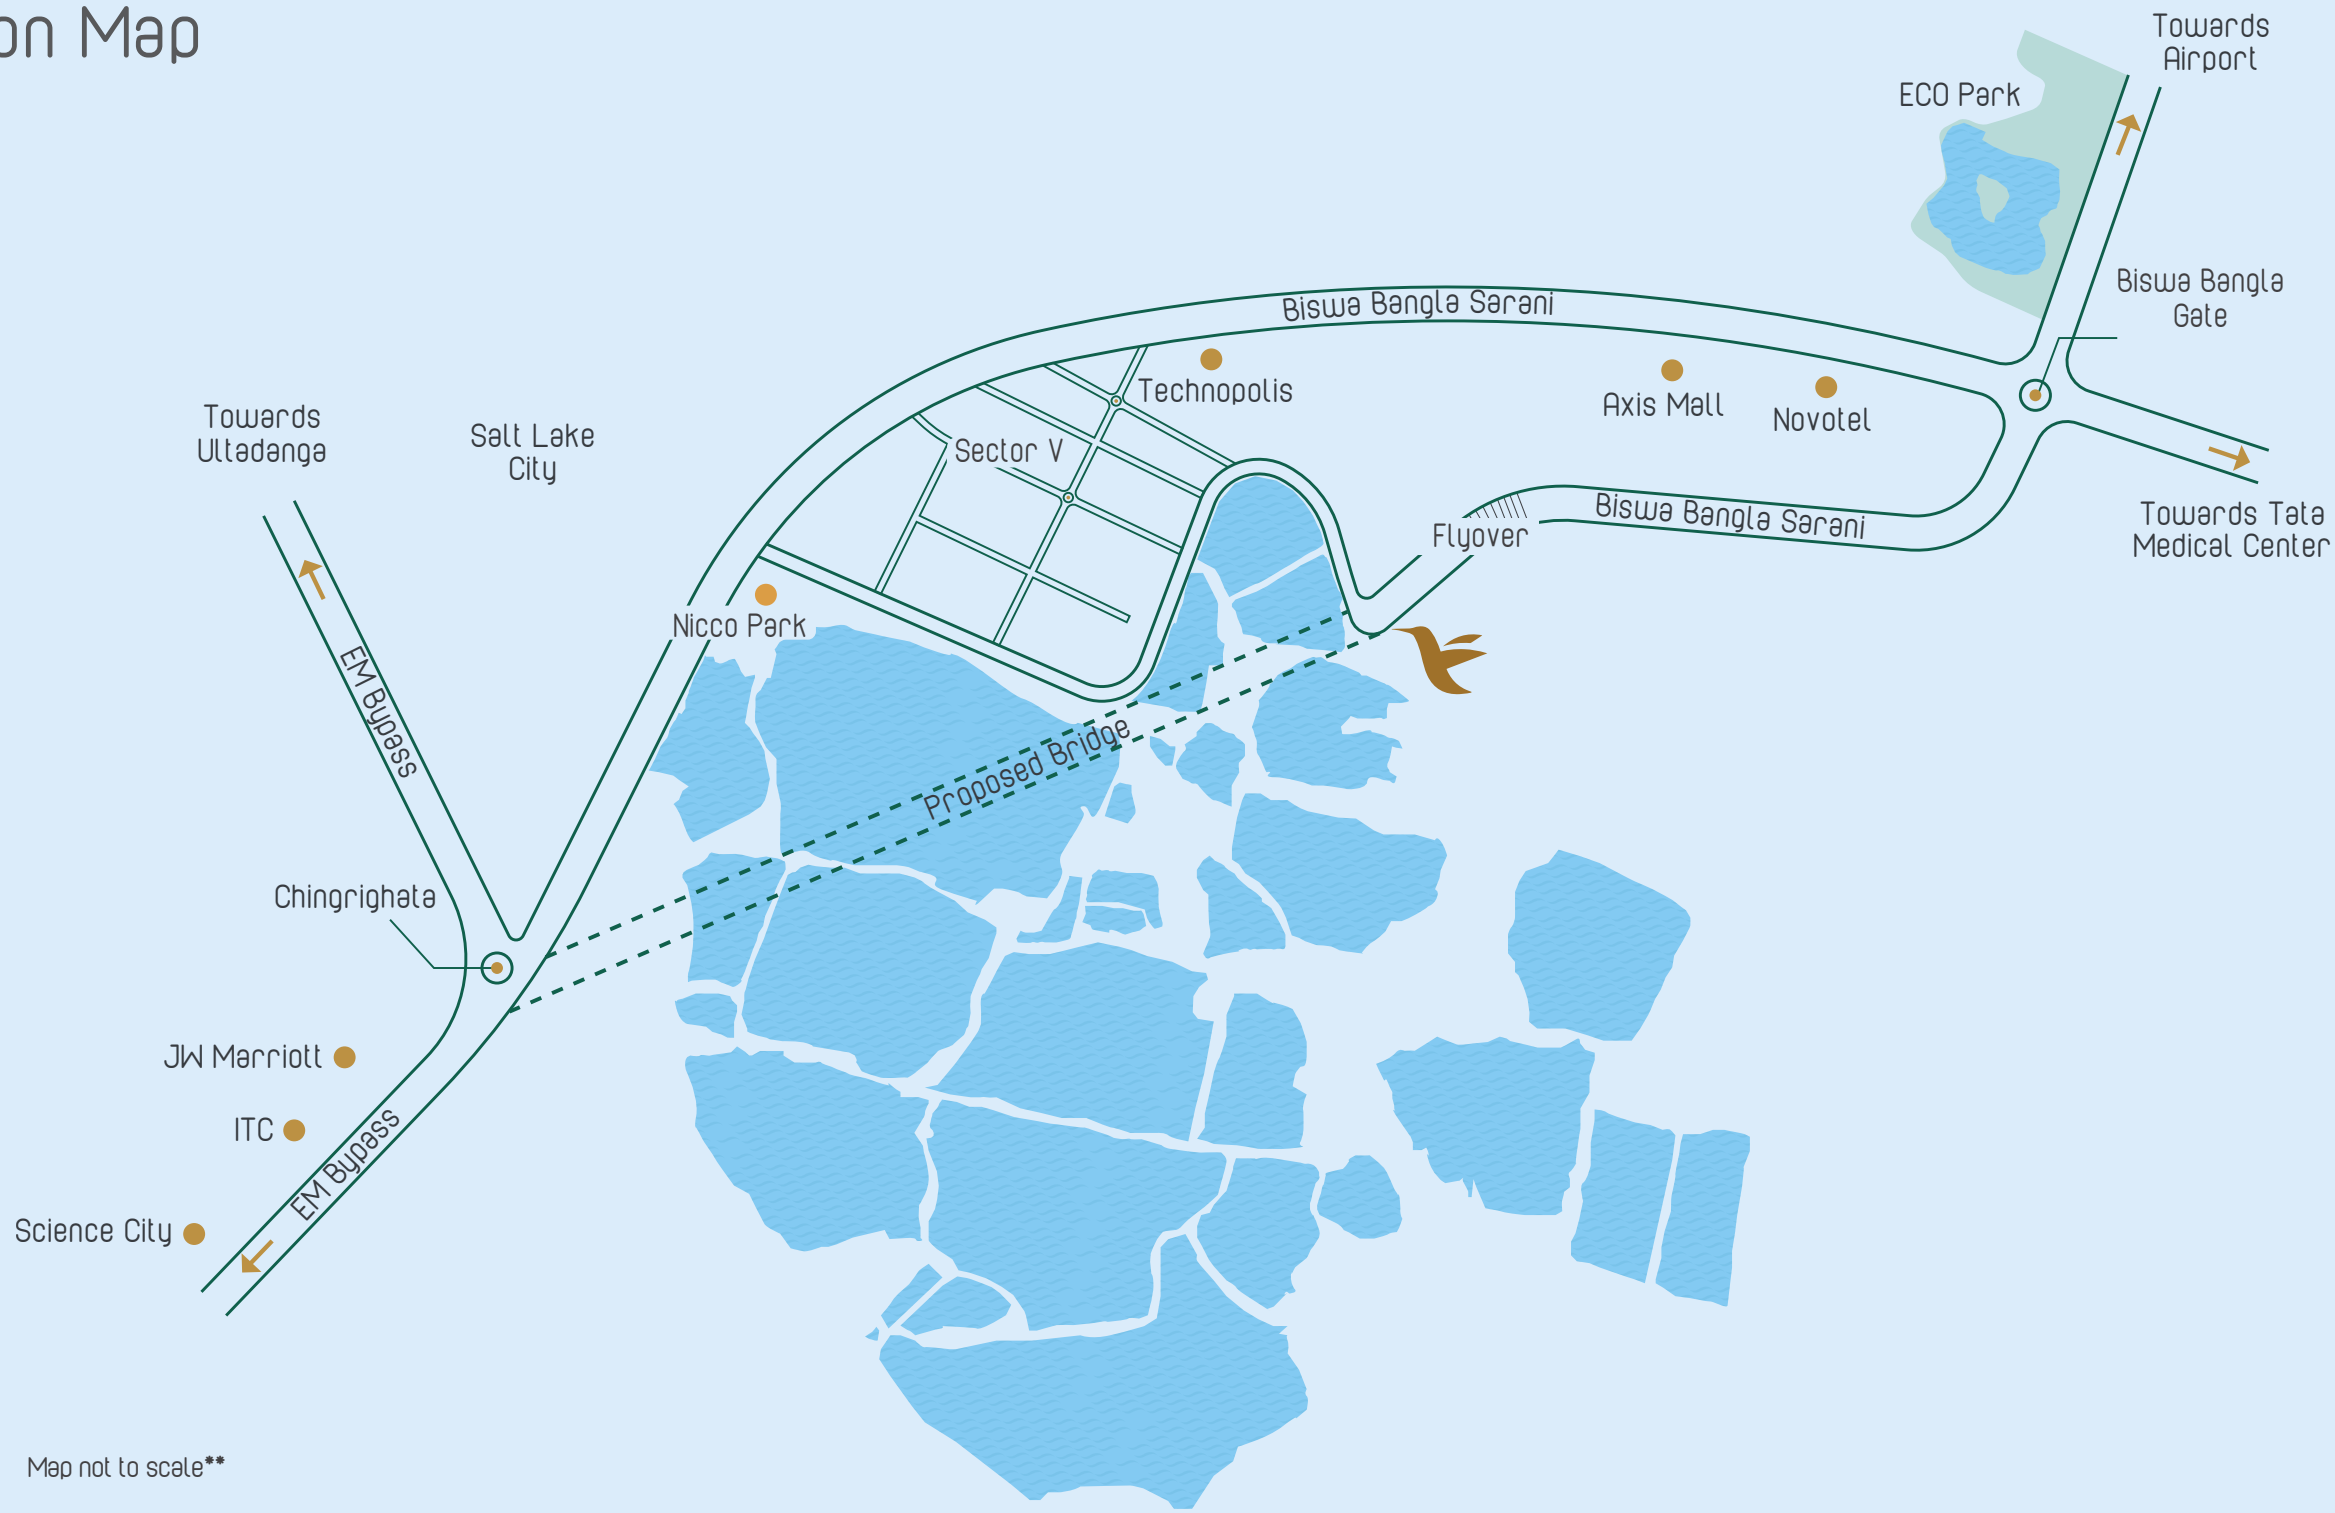 on Map
Towards
Airport
ECO Park
Biswa Bangla
Gate
Biswa Bangla Sarani
Technopolis
Axis Mall
Novotel
Towards
Ultadanga
Salt Lake
City
Sector V
Biswa Bangla Sarani
Flyover
Towards Tata
Medical Center
Nicco Park
EM Bypass
Proposed Bridge
Chingrighata
JW Marriott
ITC
EM Bypass
Science City
Map not to scale**